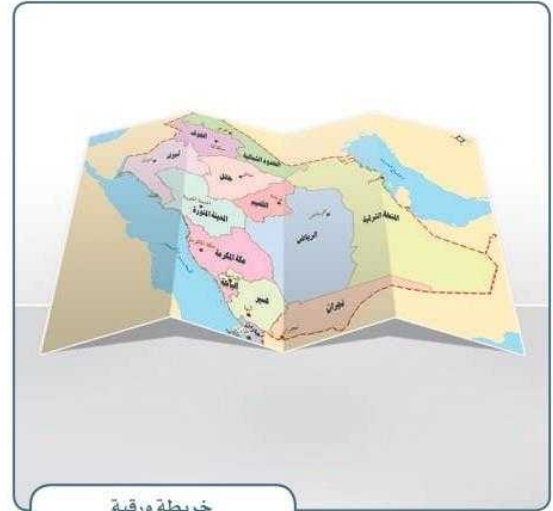 الجوف
الحدود الشمالية
تبوك
حائل
القصيم
المدينة المنورة
المنطقة الشرقية
الرياض
مكة المكرمة
الباحة
عسير
نجران
خريطة ورقية